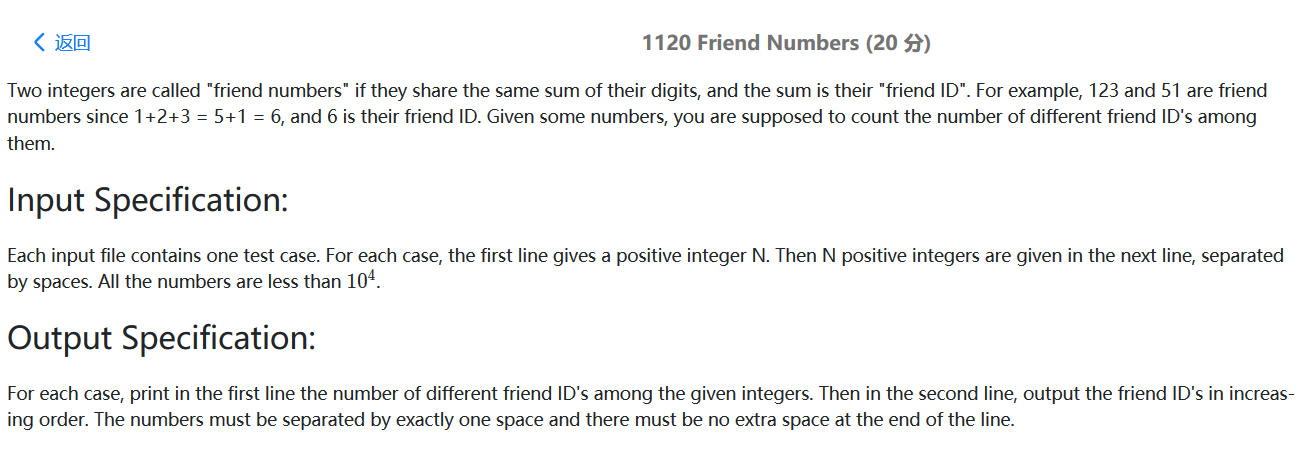 返回
1120 Friend Numbers (20 分)
Two integers are called "friend numbers" if they share the same sum of their digits, and the sum is their "friend ID". For example, 123 and 51 are friend
numbers since 1+2+3 = 5+1 = 6, and 6 is their friend ID. Given some numbers, you are supposed to count the number of different friend ID's among
them.
Input Specification:
Each input file contains one test case. For each case, the first line gives a positive integer N. Then N positive integers are given in the next line, separated
by spaces. All the numbers are less than 10⁴.
Output Specification:
For each case, print in the first line the number of different friend ID's among the given integers. Then in the second line, output the friend ID's in increas-
ing order. The numbers must be separated by exactly one space and there must be no extra space at the end of the line.